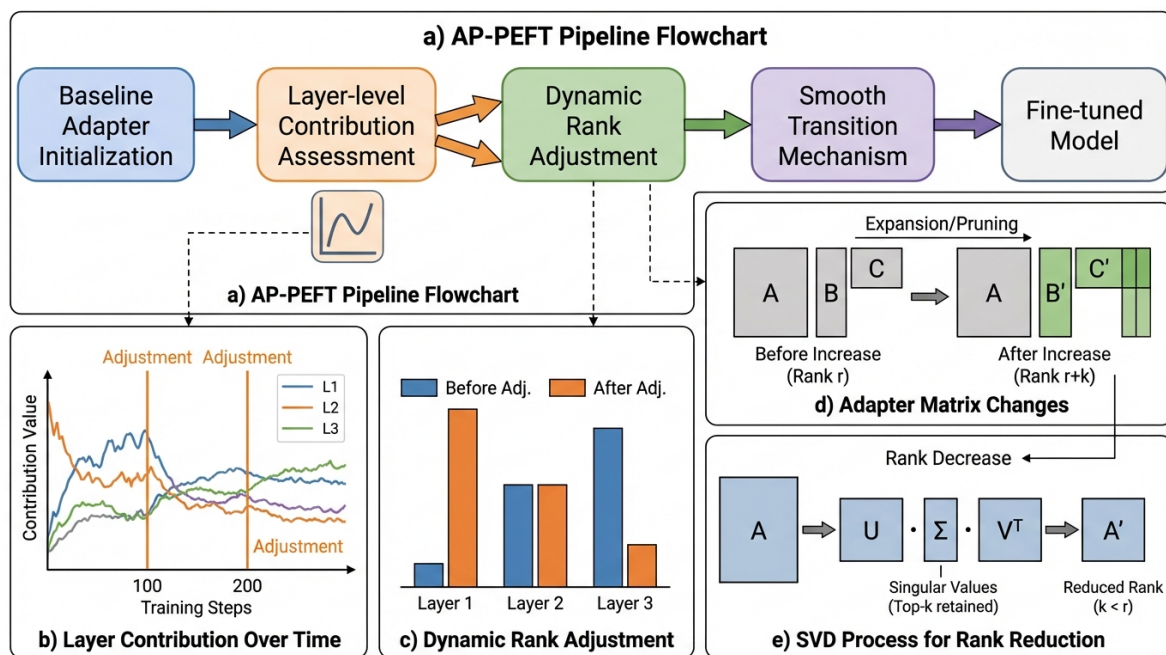 a) AP-PEFT Pipeline Flowchart
Baseline
Adapter
Initialization
Layer-level
Contribution
Assessment
Dynamic
Rank
Adjustment
Smooth
Transition
Mechanism
Fine-tuned
Model
a) AP-PEFT Pipeline Flowchart
Adjustment
Adjustment
L1
L2
L3
Contribution Value
Adjustment
100
200
Training Steps
b) Layer Contribution Over Time
Before Adj.
After Adj.
Layer 1
Layer 2
Layer 3
c) Dynamic Rank Adjustment
Expansion/Pruning
A
B
C
A
B'
C'
Before Increase
(Rank r)
After Increase
(Rank r+k)
d) Adapter Matrix Changes
Rank Decrease
A
U · Σ · Vᵀ
A'
Singular Values
(Top-k retained)
Reduced Rank
(k < r)
e) SVD Process for Rank Reduction